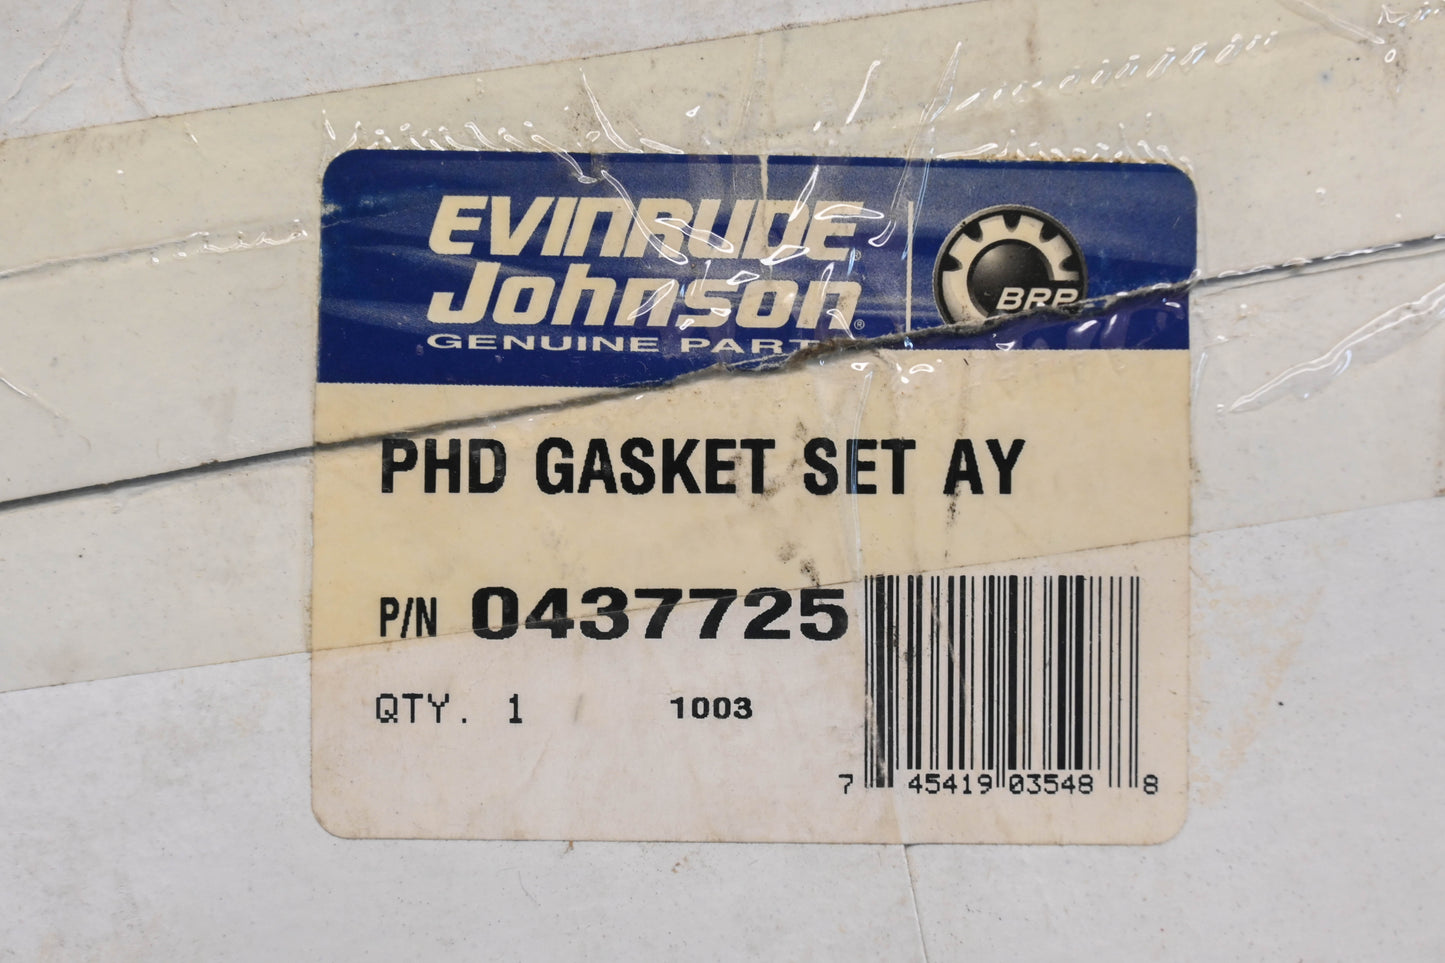 EVINRUDE
Johnson®
GENUINE PARTS
BRP
PHD GASKET SET AY
P/N 0437725
QTY. 1 1003
7 45419 03548 8